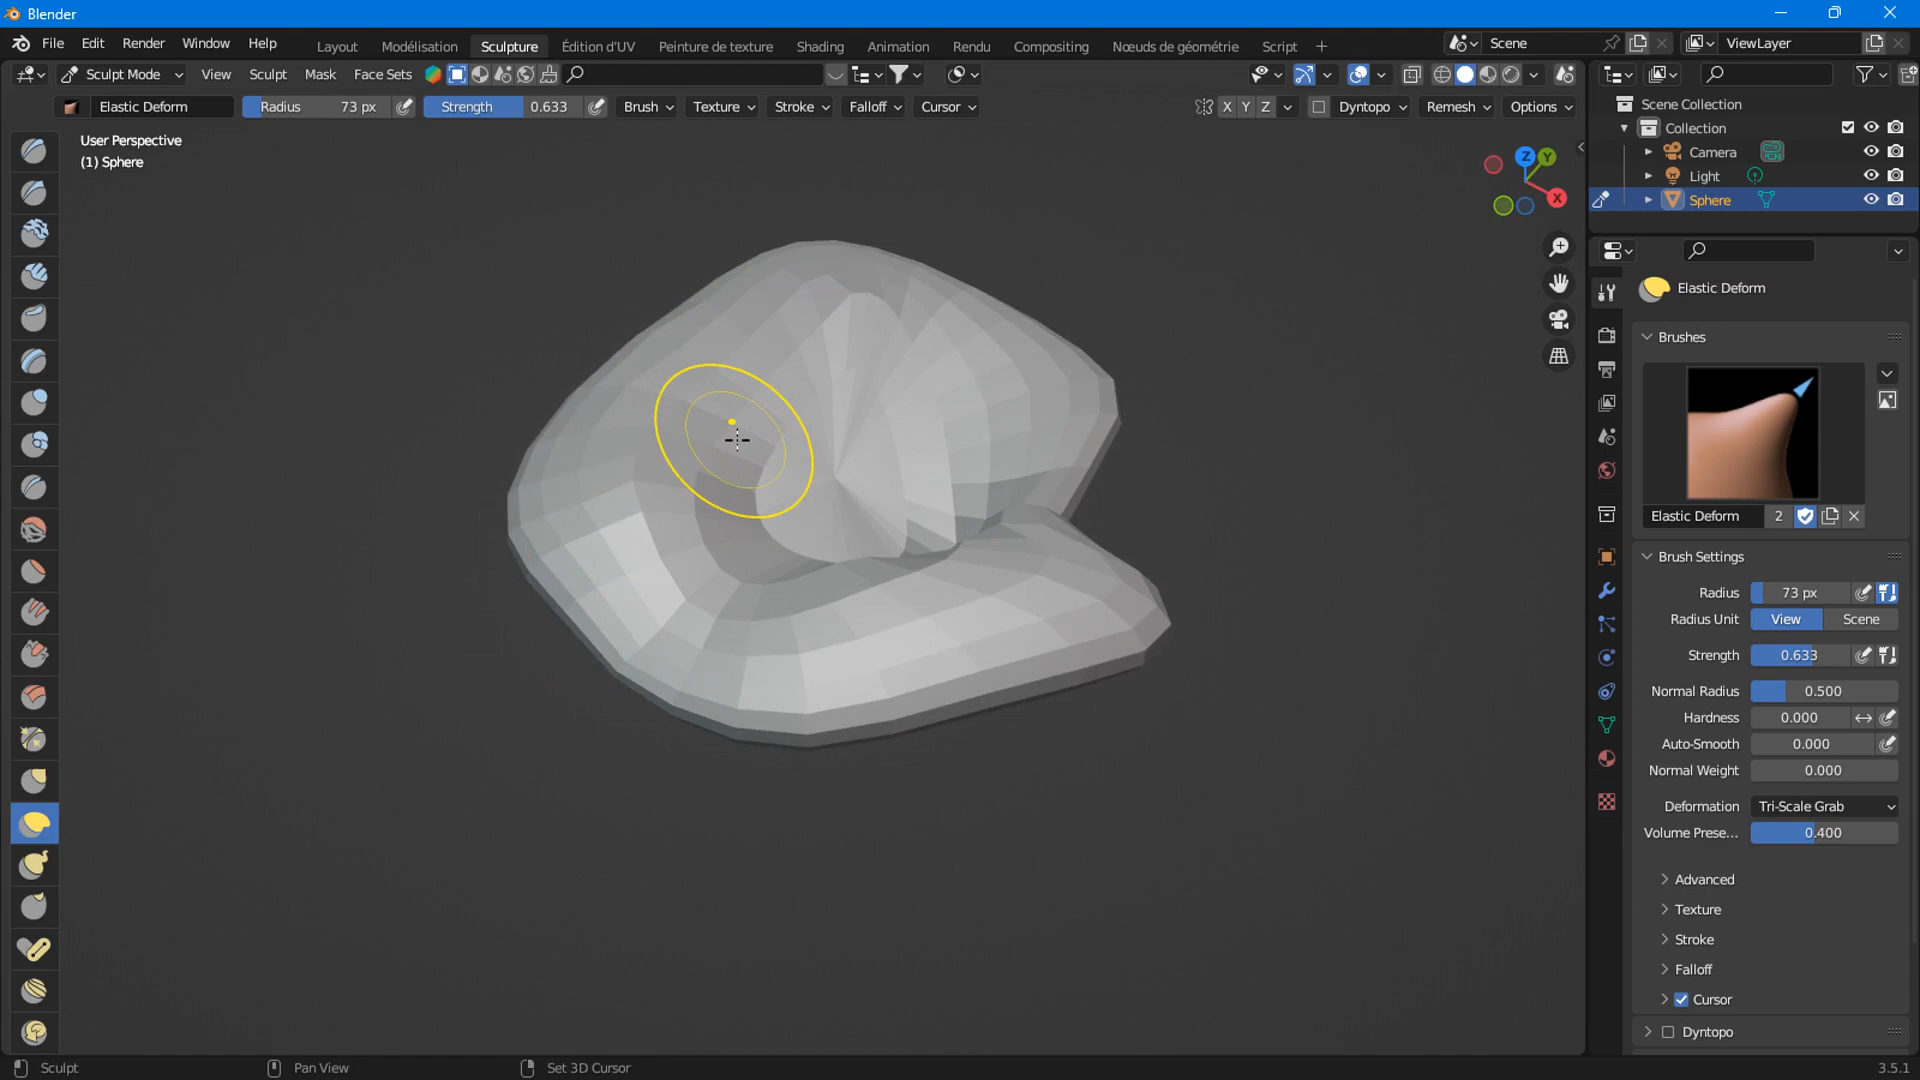 Blender
File Edit Render Window Help Layout Modélisation Sculpture Édition d'UV Peinture de texture Shading Animation Rendu Compositing Nœuds de géométrie Script + Scene ViewLayer
Sculpt Mode View Sculpt Mask Face Sets
Elastic Deform Radius 73 px Strength 0.633 Brush Texture Stroke Falloff Cursor X Y Z Dyntopo Remesh Options
User Perspective
(1) Sphere
Z Y
X
Scene Collection
Collection
Camera
Light
Sphere
Elastic Deform
Brushes
Elastic Deform 2
Brush Settings
Radius 73 px
Radius Unit View Scene
Strength 0.633
Normal Radius 0.500
Hardness 0.000
Auto-Smooth 0.000
Normal Weight 0.000
Deformation Tri-Scale Grab
Volume Prese... 0.400
Advanced
Texture
Stroke
Falloff
Cursor
Dyntopo
Sculpt Pan View Set 3D Cursor 3.5.1